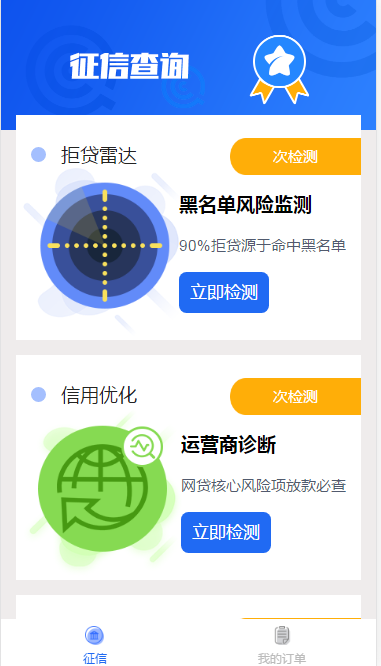 征信查询
拒贷雷达
次检测
黑名单风险监测
90%拒贷源于命中黑名单
立即检测
信用优化
次检测
运营商诊断
网贷核心风险项放款必查
立即检测
征信
我的订单